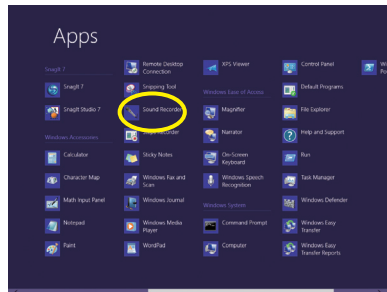 Apps
SnagIt 7
SnagIt 7
SnagIt Studio 7
Windows Accessories
Calculator
Character Map
Math Input Panel
Notepad
Paint
Remote Desktop
Connection
Snipping Tool
Sound Recorder
Recorder
Sticky Notes
Windows Fax and
Scan
Windows Journal
Windows Media
Player
WordPad
XPS Viewer
Windows Ease of Access
Magnifier
Narrator
On-Screen
Keyboard
Windows Speech
Recognition
Windows System
Command Prompt
Computer
Control Panel
Default Programs
File Explorer
Help and Support
Run
Task Manager
Windows Defender
Windows Easy
Transfer
Windows Easy
Transfer Reports